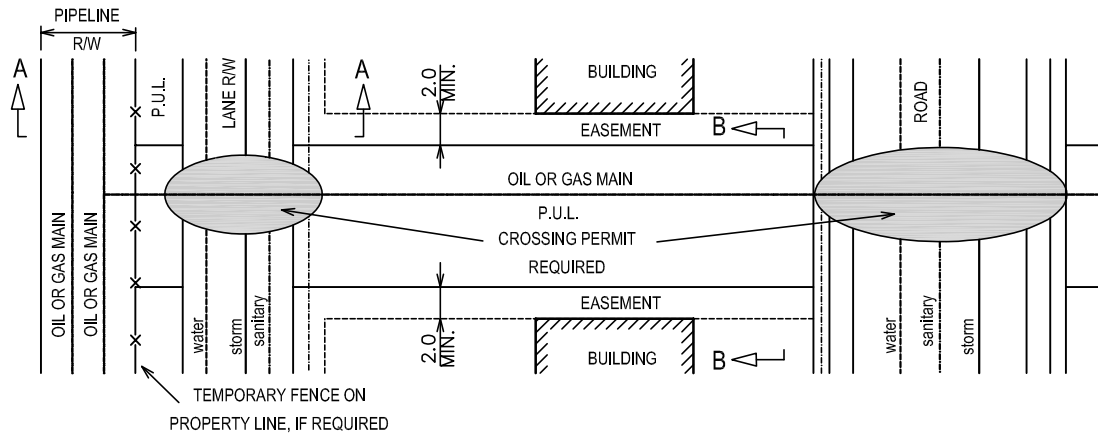 PIPELINE
R/W
A
A
P.U.L.
LANE R/W
2.0
MIN.
BUILDING
ROAD
EASEMENT
B
OIL OR GAS MAIN
P.U.L.
CROSSING PERMIT
REQUIRED
OIL OR GAS MAIN
OIL OR GAS MAIN
water
storm
sanitary
EASEMENT
2.0
MIN.
BUILDING
B
water
sanitary
storm
TEMPORARY FENCE ON
PROPERTY LINE, IF REQUIRED